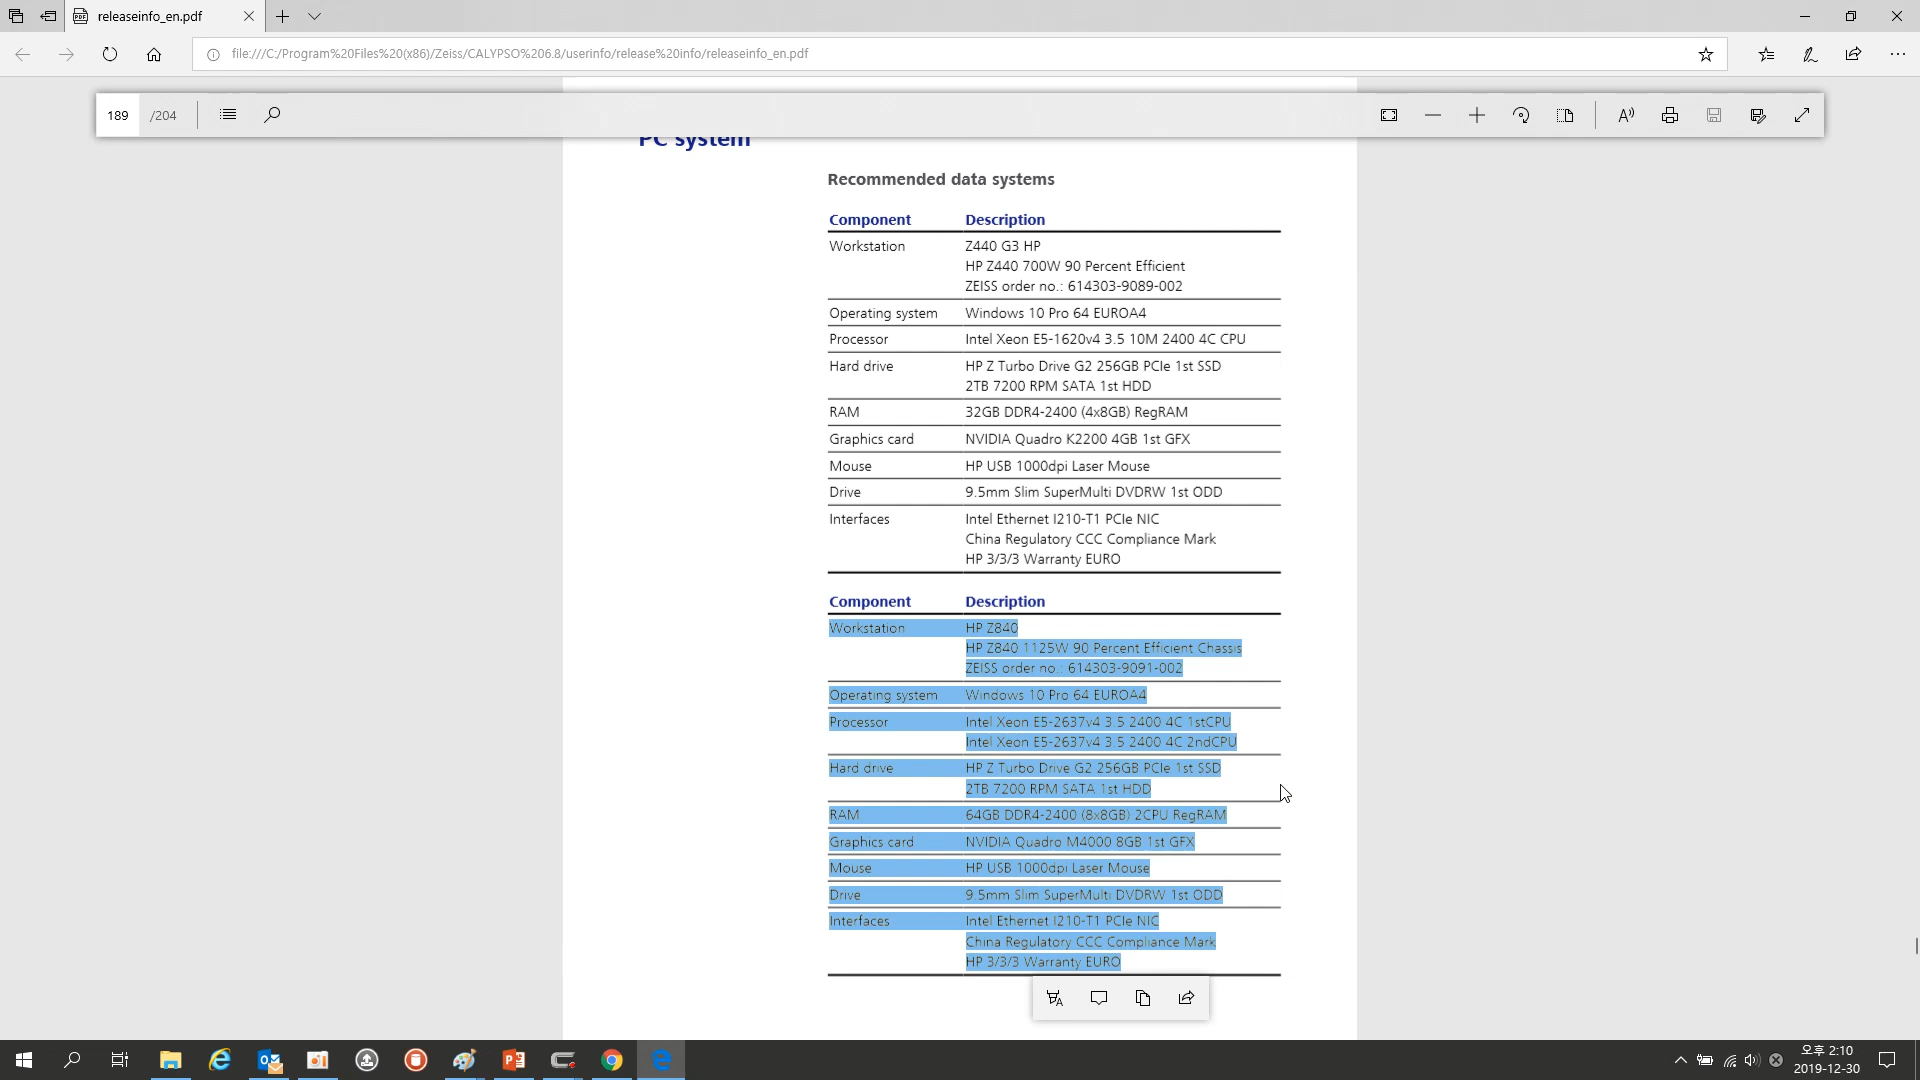 releaseinfo_en.pdf
file:///C:/Program%20Files%20(x86)/Zeiss/CALYPSO%206.8/userinfo/release%20info/releaseinfo_en.pdf
189 /204
PC system
Recommended data systems
Component Description
Workstation Z440 G3 HP
HP Z440 700W 90 Percent Efficient
ZEISS order no.: 614303-9089-002
Operating system Windows 10 Pro 64 EUROA4
Processor Intel Xeon E5-1620v4 3.5 10M 2400 4C CPU
Hard drive HP Z Turbo Drive G2 256GB PCIe 1st SSD
2TB 7200 RPM SATA 1st HDD
RAM 32GB DDR4-2400 (4x8GB) RegRAM
Graphics card NVIDIA Quadro K2200 4GB 1st GFX
Mouse HP USB 1000dpi Laser Mouse
Drive 9.5mm Slim SuperMulti DVDRW 1st ODD
Interfaces Intel Ethernet I210-T1 PCIe NIC
China Regulatory CCC Compliance Mark
HP 3/3/3 Warranty EURO
Component Description
Workstation HP Z840
HP Z840 1125W 90 Percent Efficient Chassis
ZEISS order no.: 614303-9091-002
Operating system Windows 10 Pro 64 EUROA4
Processor Intel Xeon E5-2637v4 3.5 2400 4C 1stCPU
Intel Xeon E5-2637v4 3.5 2400 4C 2ndCPU
Hard drive HP Z Turbo Drive G2 256GB PCIe 1st SSD
2TB 7200 RPM SATA 1st HDD
RAM 64GB DDR4-2400 (8x8GB) 2CPU RegRAM
Graphics card NVIDIA Quadro M4000 8GB 1st GFX
Mouse HP USB 1000dpi Laser Mouse
Drive 9.5mm Slim SuperMulti DVDRW 1st ODD
Interfaces Intel Ethernet I210-T1 PCIe NIC
China Regulatory CCC Compliance Mark
HP 3/3/3 Warranty EURO
오후 2:10
2019-12-30